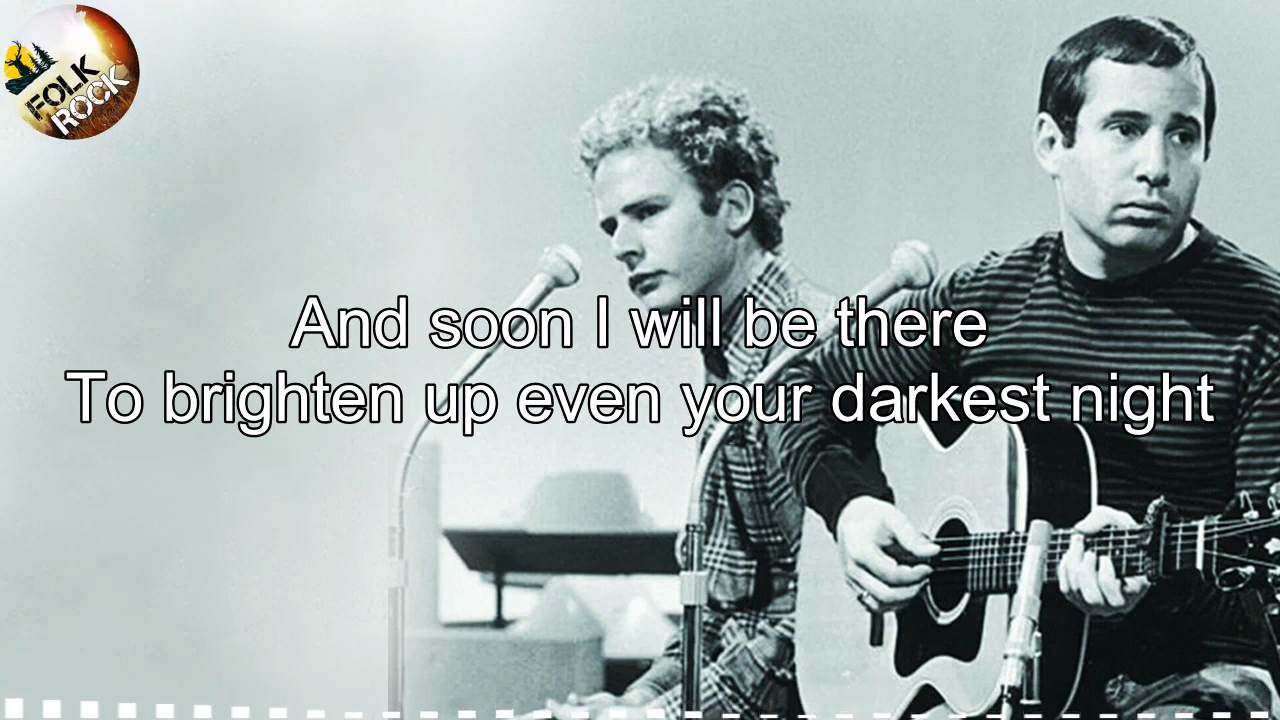 FOLK
ROCK
And soon I will be there
To brighten up even your darkest night